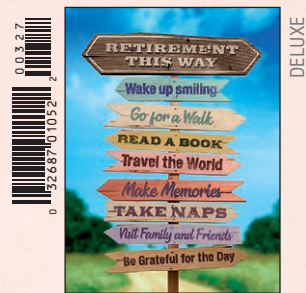 RETIREMENT
THIS WAY
Wake up smiling
Go for a Walk
READ A BOOK
Travel the World
Make Memories
TAKE NAPS
Visit Family and Friends
Be Grateful for the Day
DELUXE
00327
0 32687 01052 2